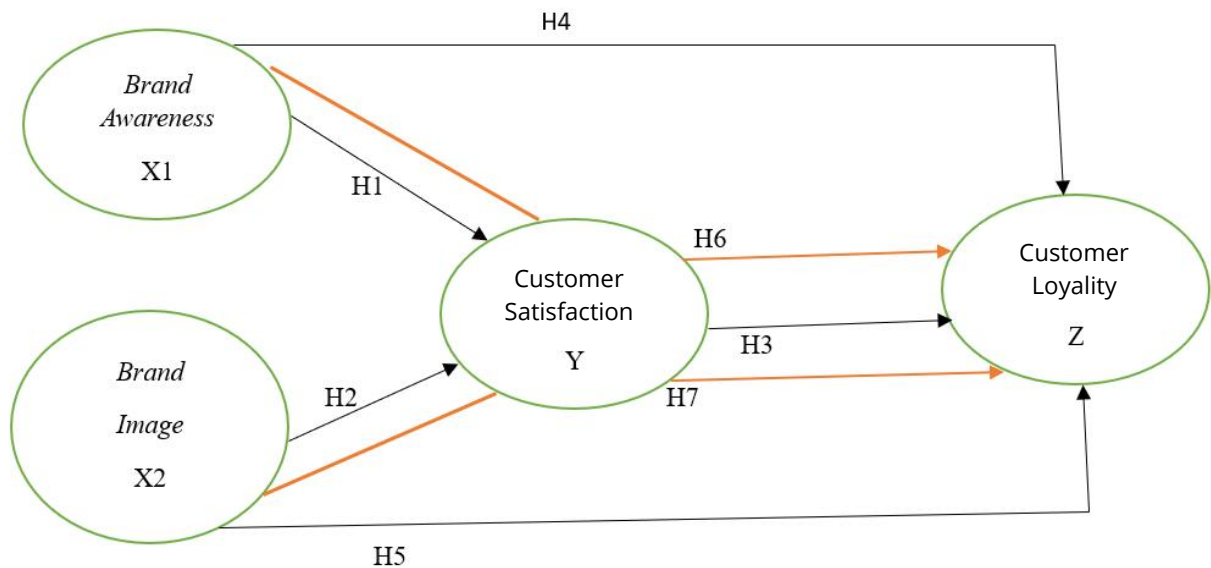 H4
Brand
Awareness
X1
H1
H6
Customer
Satisfaction
Y
Customer
Loyality
Z
H3
Brand
Image
X2
H2
H7
H5